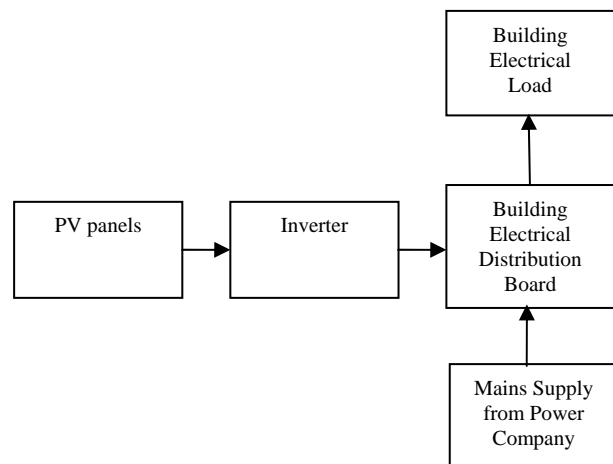 Building
Electrical
Load
PV panels
Inverter
Building
Electrical
Distribution
Board
Mains Supply
from Power
Company